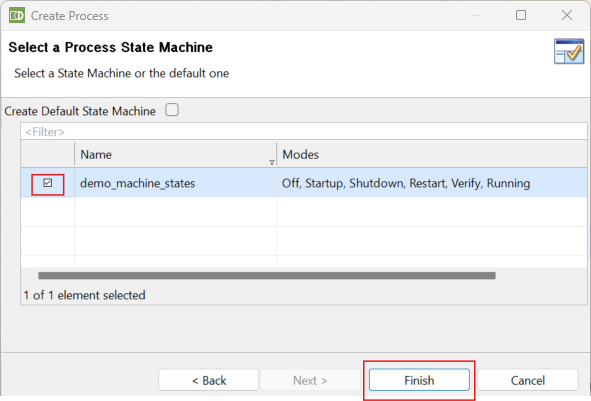 Create Process
Select a Process State Machine
Select a State Machine or the default one
Create Default State Machine
<Filter>
Name Modes
demo_machine_states Off, Startup, Shutdown, Restart, Verify, Running
1 of 1 element selected
< Back Next > Finish Cancel